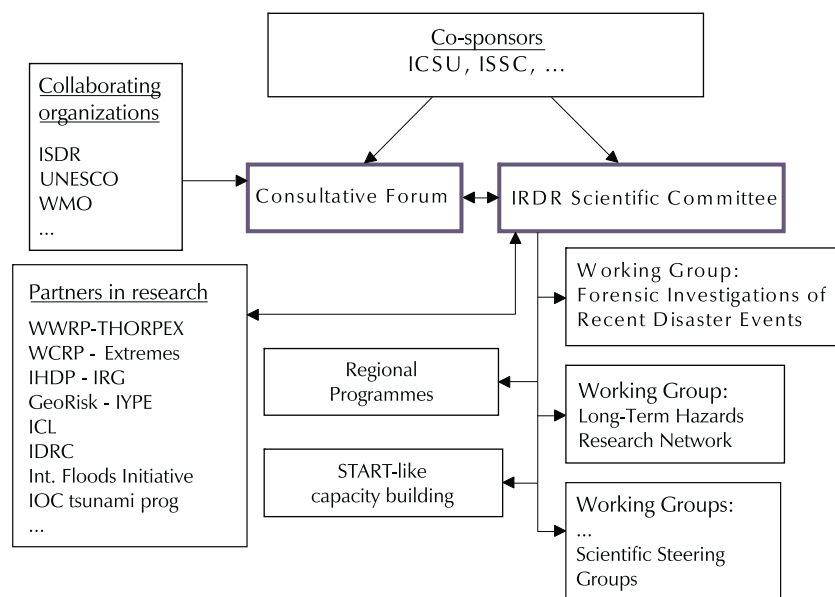 Co-sponsors
ICSU, ISSC, ...
Collaborating
organizations
ISDR
UNESCO
WMO
...
Consultative Forum
IRDR Scientific Committee
Partners in research
WWRP-THORPEX
WCRP - Extremes
IHDP - IRG
GeoRisk - IYPE
ICL
IDRC
Int. Floods Initiative
IOC tsunami prog
...
Working Group:
Forensic Investigations of
Recent Disaster Events
Regional
Programmes
Working Group:
Long-Term Hazards
Research Network
START-like
capacity building
Working Groups:
...
Scientific Steering
Groups